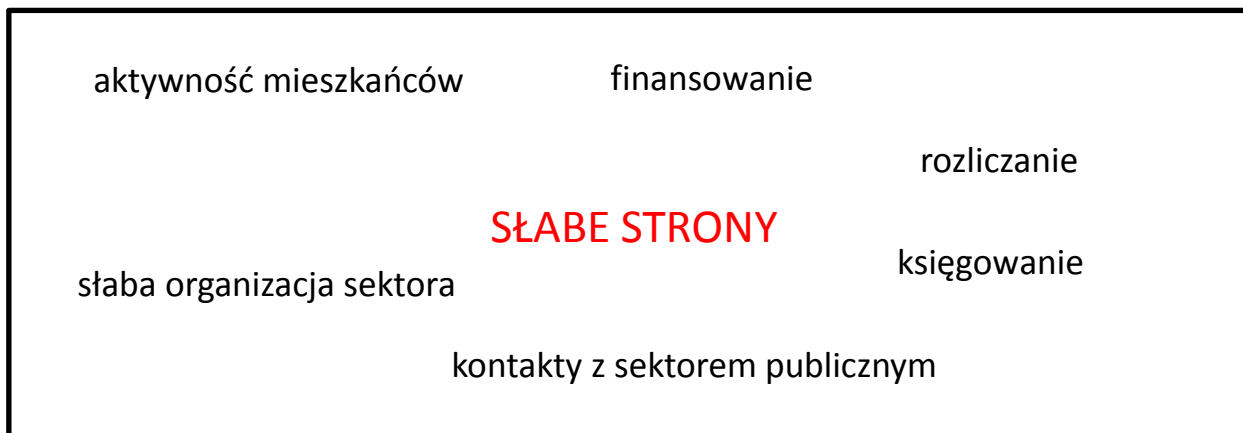 aktywność mieszkańców
finansowanie
rozliczanie
SŁABE STRONY
księgowanie
słaba organizacja sektora
kontakty z sektorem publicznym